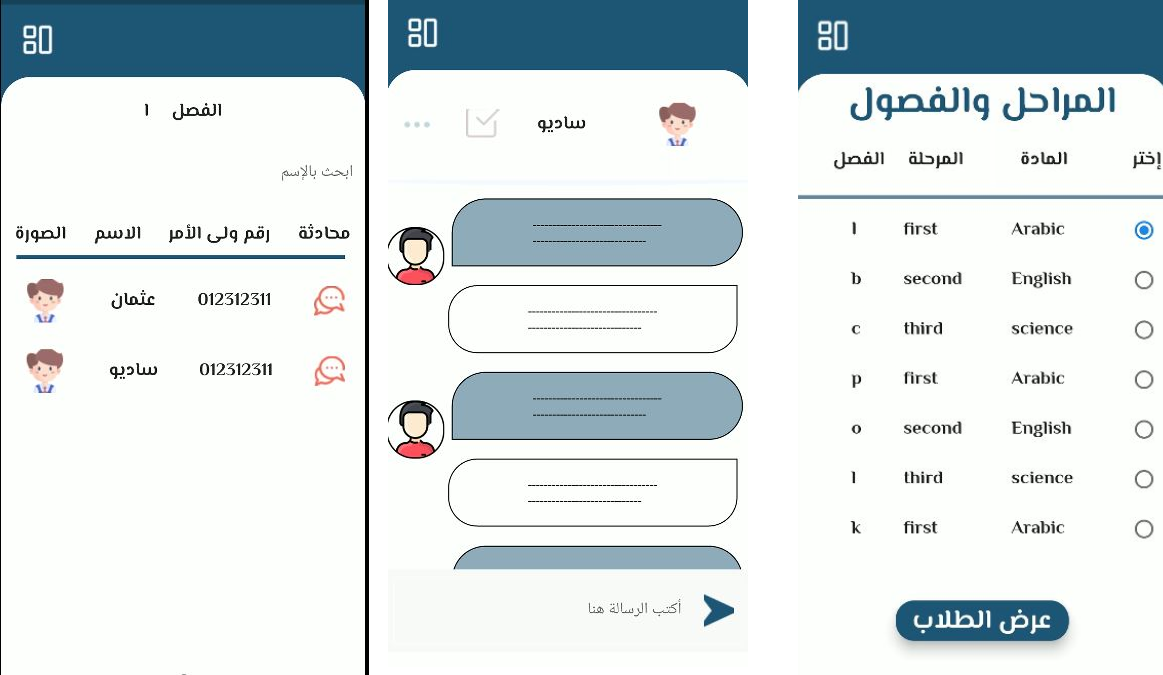 الفصل ا
ابحث بالإسم
محادثة رقم ولى الأمر الاسم الصورة
012312311 عثمان
012312311 ساديو
ساديو
أكتب الرسالة هنا
المراحل والفصول
إختر المادة المرحلة الفصل
Arabic first l
English second b
science third c
Arabic first p
English second o
science third l
Arabic first k
عرض الطلاب